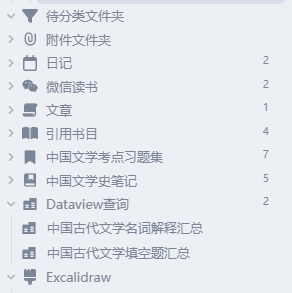 待分类文件夹
附件文件夹
日记 2
微信读书 2
文章 1
引用书目 4
中国文学考点习题集 7
中国文学史笔记 5
Dataview查询 2
中国古代文学名词解释汇总
中国古代文学填空题汇总
Excalidraw